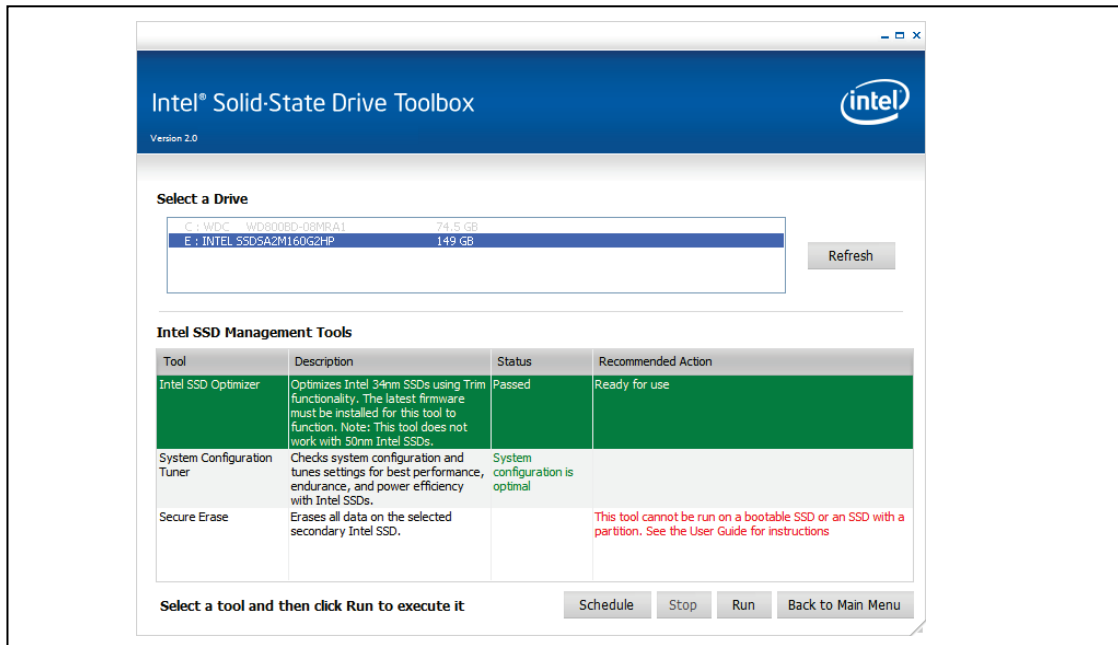 Intel® Solid-State Drive Toolbox
intel
Version 2.0
Select a Drive
C : WDC WD800BD-08MRA1 74.5 GB
E : INTEL SSDSA2M160G2HP 149 GB
Refresh
Intel SSD Management Tools
Tool Description Status Recommended Action
Intel SSD Optimizer
Optimizes Intel 34nm SSDs using Trim
functionality. The latest firmware
must be installed for this tool to
function. Note: This tool does not
work with 50nm Intel SSDs.
Passed
Ready for use
System Configuration
Tuner
Checks system configuration and
tunes settings for best performance,
endurance, and power efficiency
with Intel SSDs.
System
configuration is
optimal
Secure Erase
Erases all data on the selected
secondary Intel SSD.
This tool cannot be run on a bootable SSD or an SSD with a
partition. See the User Guide for instructions
Select a tool and then click Run to execute it
Schedule Stop Run Back to Main Menu